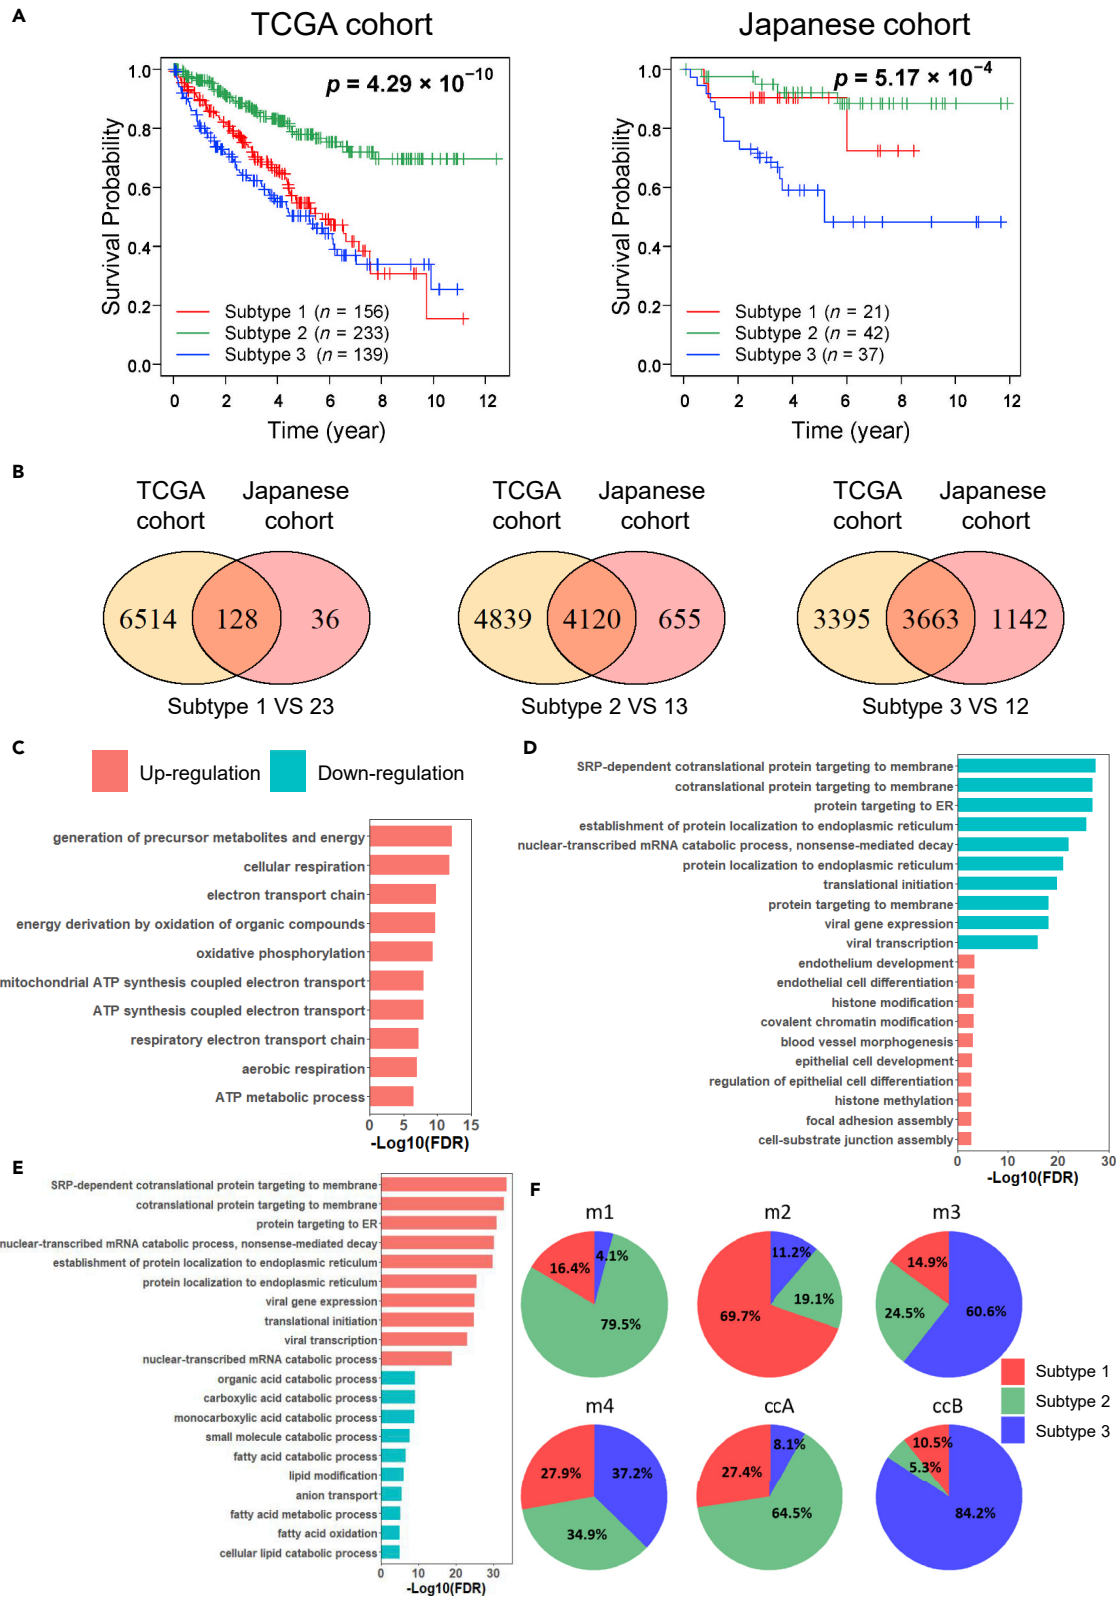 A
TCGA cohort
Japanese cohort
p = 4.29 × 10−10
Survival Probability
1.0
0.8
0.6
0.4
0.2
0.0
Subtype 1 (n = 156)
Subtype 2 (n = 233)
Subtype 3 (n = 139)
0 2 4 6 8 10 12
Time (year)
p = 5.17 × 10−4
Survival Probability
1.0
0.8
0.6
0.4
0.2
0.0
Subtype 1 (n = 21)
Subtype 2 (n = 42)
Subtype 3 (n = 37)
0 2 4 6 8 10 12
Time (year)
B
TCGA cohort
Japanese cohort
6514 128 36
Subtype 1 VS 23
TCGA cohort
Japanese cohort
4839 4120 655
Subtype 2 VS 13
TCGA cohort
Japanese cohort
3395 3663 1142
Subtype 3 VS 12
C
Up-regulation
Down-regulation
generation of precursor metabolites and energy
cellular respiration
electron transport chain
energy derivation by oxidation of organic compounds
oxidative phosphorylation
mitochondrial ATP synthesis coupled electron transport
ATP synthesis coupled electron transport
respiratory electron transport chain
aerobic respiration
ATP metabolic process
0 5 10 15
-Log10(FDR)
D
SRP-dependent cotranslational protein targeting to membrane
cotranslational protein targeting to membrane
protein targeting to ER
establishment of protein localization to endoplasmic reticulum
nuclear-transcribed mRNA catabolic process, nonsense-mediated decay
protein localization to endoplasmic reticulum
translational initiation
protein targeting to membrane
viral gene expression
viral transcription
endothelium development
endothelial cell differentiation
histone modification
covalent chromatin modification
blood vessel morphogenesis
epithelial cell development
regulation of epithelial cell differentiation
histone methylation
focal adhesion assembly
cell-substrate junction assembly
0 10 20 30
-Log10(FDR)
E
SRP-dependent cotranslational protein targeting to membrane
cotranslational protein targeting to membrane
protein targeting to ER
nuclear-transcribed mRNA catabolic process, nonsense-mediated decay
establishment of protein localization to endoplasmic reticulum
protein localization to endoplasmic reticulum
viral gene expression
translational initiation
viral transcription
nuclear-transcribed mRNA catabolic process
organic acid catabolic process
carboxylic acid catabolic process
monocarboxylic acid catabolic process
small molecule catabolic process
fatty acid catabolic process
lipid modification
anion transport
fatty acid metabolic process
fatty acid oxidation
cellular lipid catabolic process
0 10 20 30
-Log10(FDR)
F
m1
16.4%
4.1%
79.5%
m2
11.2%
19.1%
69.7%
m3
14.9%
24.5%
60.6%
Subtype 1
Subtype 2
Subtype 3
m4
27.9%
37.2%
34.9%
ccA
8.1%
27.4%
64.5%
ccB
10.5%
5.3%
84.2%